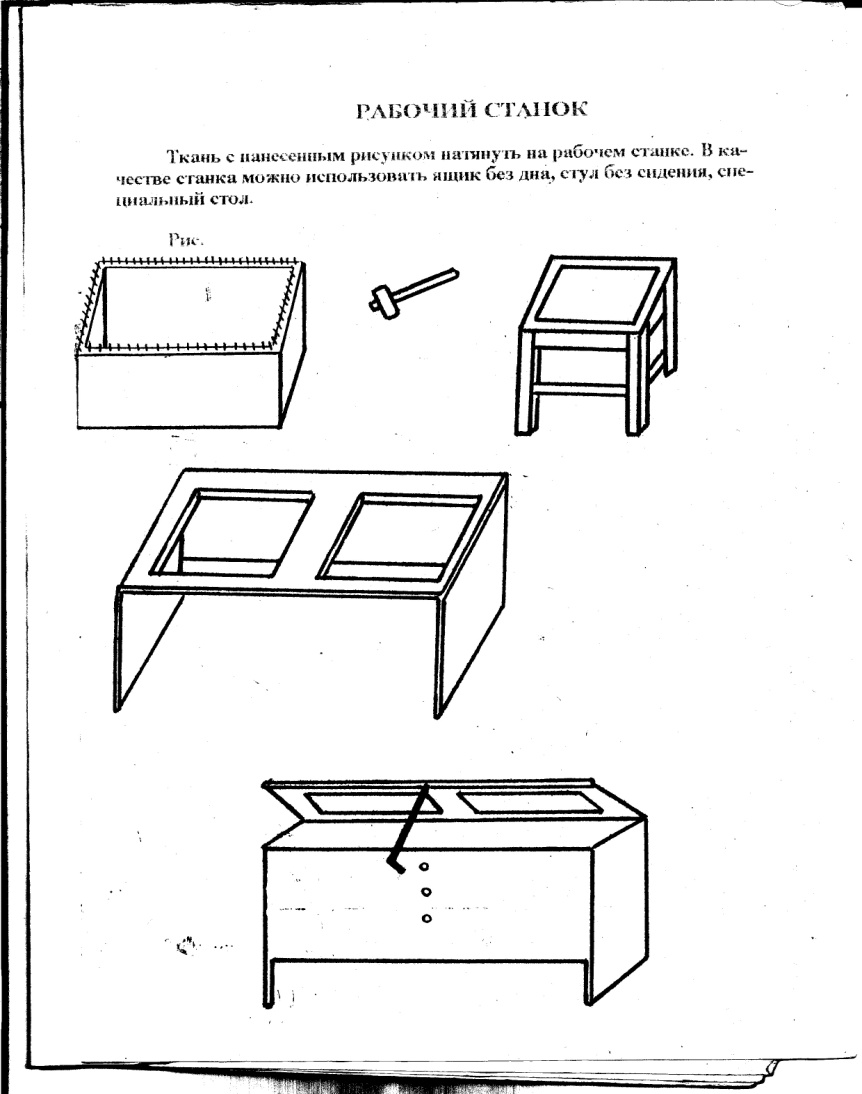 РАБОЧИЙ СТАНОК
Ткань с нанесенным рисунком натянуть на рабочем станке. В ка-
честве станка можно использовать ящик без дна, стул без сидения, спе-
циальный стол.
Рис.